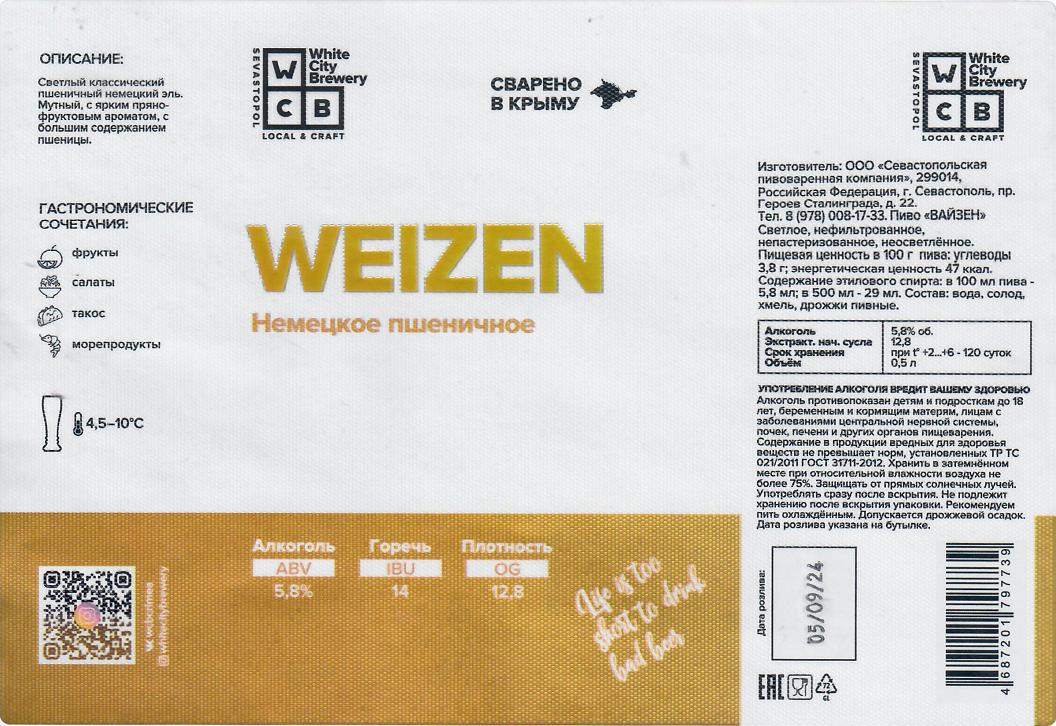 ОПИСАНИЕ:
Светлый классический
пшеничный немецкий эль.
Мутный, с ярким пряно-
фруктовым ароматом, с
большим содержанием
пшеницы.
ГАСТРОНОМИЧЕСКИЕ
СОЧЕТАНИЯ:
фрукты
салаты
такос
морепродукты
4,5–10°C
webcrimea
whitecitybrewery
SEVASTOPOL
W
C B
White
City
Brewery
LOCAL & CRAFT
СВАРЕНО
В КРЫМУ
WEIZEN
Немецкое пшеничное
Алкоголь Горечь Плотность
ABV IBU OG
5,8% 14 12,8
Life is too
short to drink
bad beer
SEVASTOPOL
W
C B
White
City
Brewery
LOCAL & CRAFT
Изготовитель: ООО «Севастопольская
пивоваренная компания», 299014,
Российская Федерация, г. Севастополь, пр.
Героев Сталинграда, д. 22.
Тел. 8 (978) 008-17-33. Пиво «ВАЙЗЕН»
Светлое, нефильтрованное,
непастеризованное, неосветлённое.
Пищевая ценность в 100 г пива: углеводы
3,8 г; энергетическая ценность 47 ккал.
Содержание этилового спирта: в 100 мл пива -
5,8 мл; в 500 мл - 29 мл. Состав: вода, солод,
хмель, дрожжи пивные.
Алкоголь 5,8% об.
Экстракт. нач. сусла 12,8
Срок хранения при t° +2...+6 - 120 суток
Объём 0,5 л
УПОТРЕБЛЕНИЕ АЛКОГОЛЯ ВРЕДИТ ВАШЕМУ ЗДОРОВЬЮ
Алкоголь противопоказан детям и подросткам до 18
лет, беременным и кормящим матерям, лицам с
заболеваниями центральной нервной системы,
почек, печени и других органов пищеварения.
Содержание в продукции вредных для здоровья
веществ не превышает норм, установленных ТР ТС
021/2011 ГОСТ 31711-2012. Хранить в затемнённом
месте при относительной влажности воздуха не
более 75%. Защищать от прямых солнечных лучей.
Употреблять сразу после вскрытия. Не подлежит
хранению после вскрытия упаковки. Рекомендуем
пить охлаждённым. Допускается дрожжевой осадок.
Дата розлива указана на бутылке.
Дата розлива:
05/09/24
EAC
72
GL
4 687201 797739